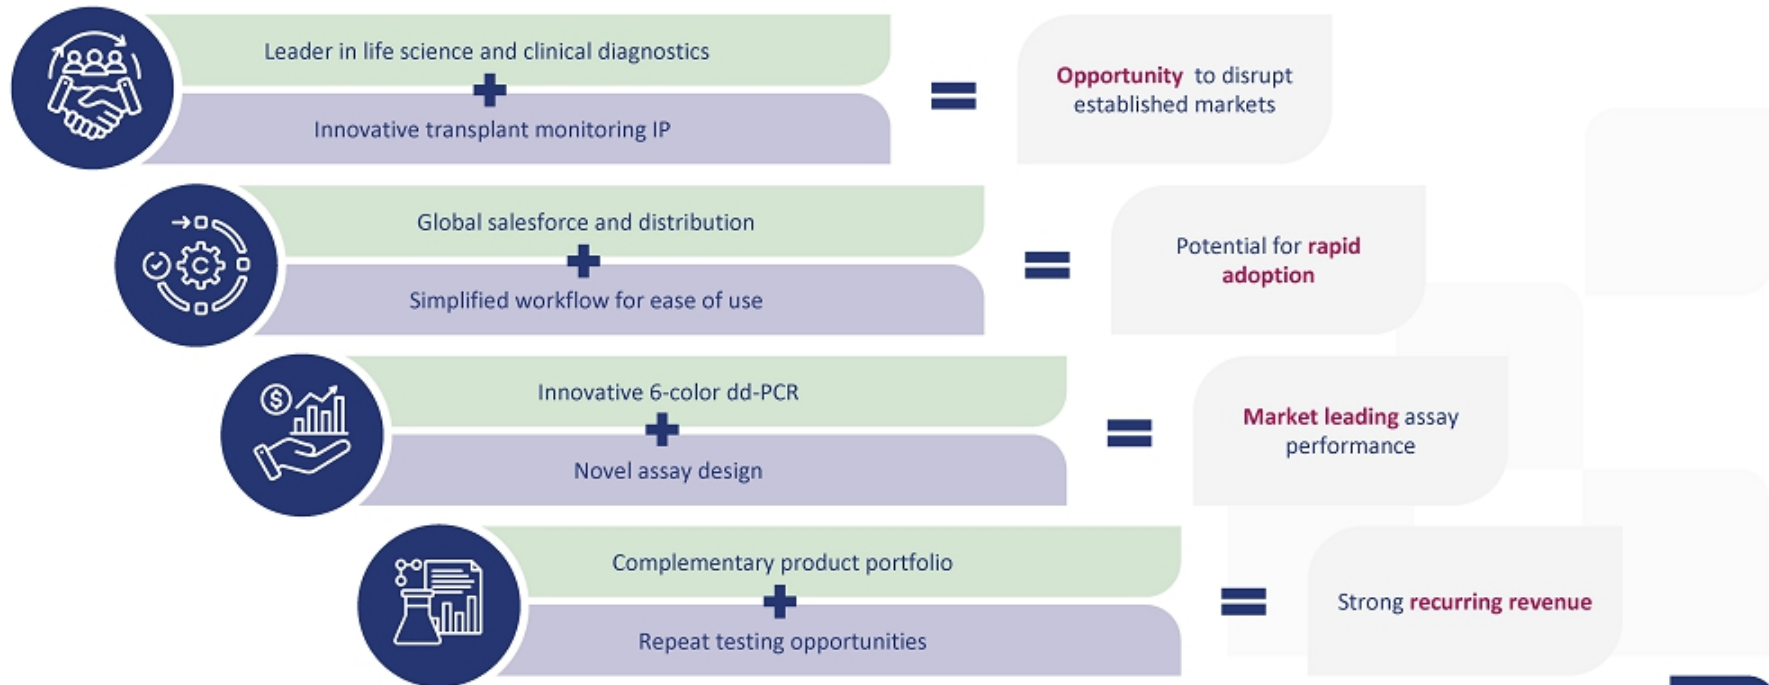 Leader in life science and clinical diagnostics
Innovative transplant monitoring IP
Opportunity to disrupt
established markets
Global salesforce and distribution
Simplified workflow for ease of use
Potential for rapid
adoption
Innovative 6-color dd-PCR
Novel assay design
Market leading assay
performance
Complementary product portfolio
Repeat testing opportunities
Strong recurring revenue